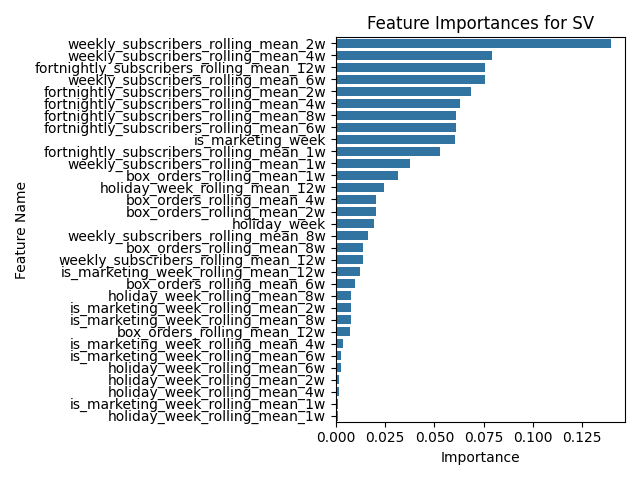 Feature Importances for SV
weekly_subscribers_rolling_mean_2w
weekly_subscribers_rolling_mean_4w
fortnightly_subscribers_rolling_mean_12w
weekly_subscribers_rolling_mean_6w
fortnightly_subscribers_rolling_mean_2w
fortnightly_subscribers_rolling_mean_4w
fortnightly_subscribers_rolling_mean_8w
fortnightly_subscribers_rolling_mean_6w
is_marketing_week
fortnightly_subscribers_rolling_mean_1w
weekly_subscribers_rolling_mean_1w
box_orders_rolling_mean_1w
holiday_week_rolling_mean_12w
box_orders_rolling_mean_4w
box_orders_rolling_mean_2w
holiday_week
weekly_subscribers_rolling_mean_8w
box_orders_rolling_mean_8w
weekly_subscribers_rolling_mean_12w
is_marketing_week_rolling_mean_12w
box_orders_rolling_mean_6w
holiday_week_rolling_mean_8w
is_marketing_week_rolling_mean_2w
is_marketing_week_rolling_mean_8w
box_orders_rolling_mean_12w
is_marketing_week_rolling_mean_4w
is_marketing_week_rolling_mean_6w
holiday_week_rolling_mean_6w
holiday_week_rolling_mean_2w
holiday_week_rolling_mean_4w
is_marketing_week_rolling_mean_1w
holiday_week_rolling_mean_1w
Feature Name
0.000 0.025 0.050 0.075 0.100 0.125
Importance